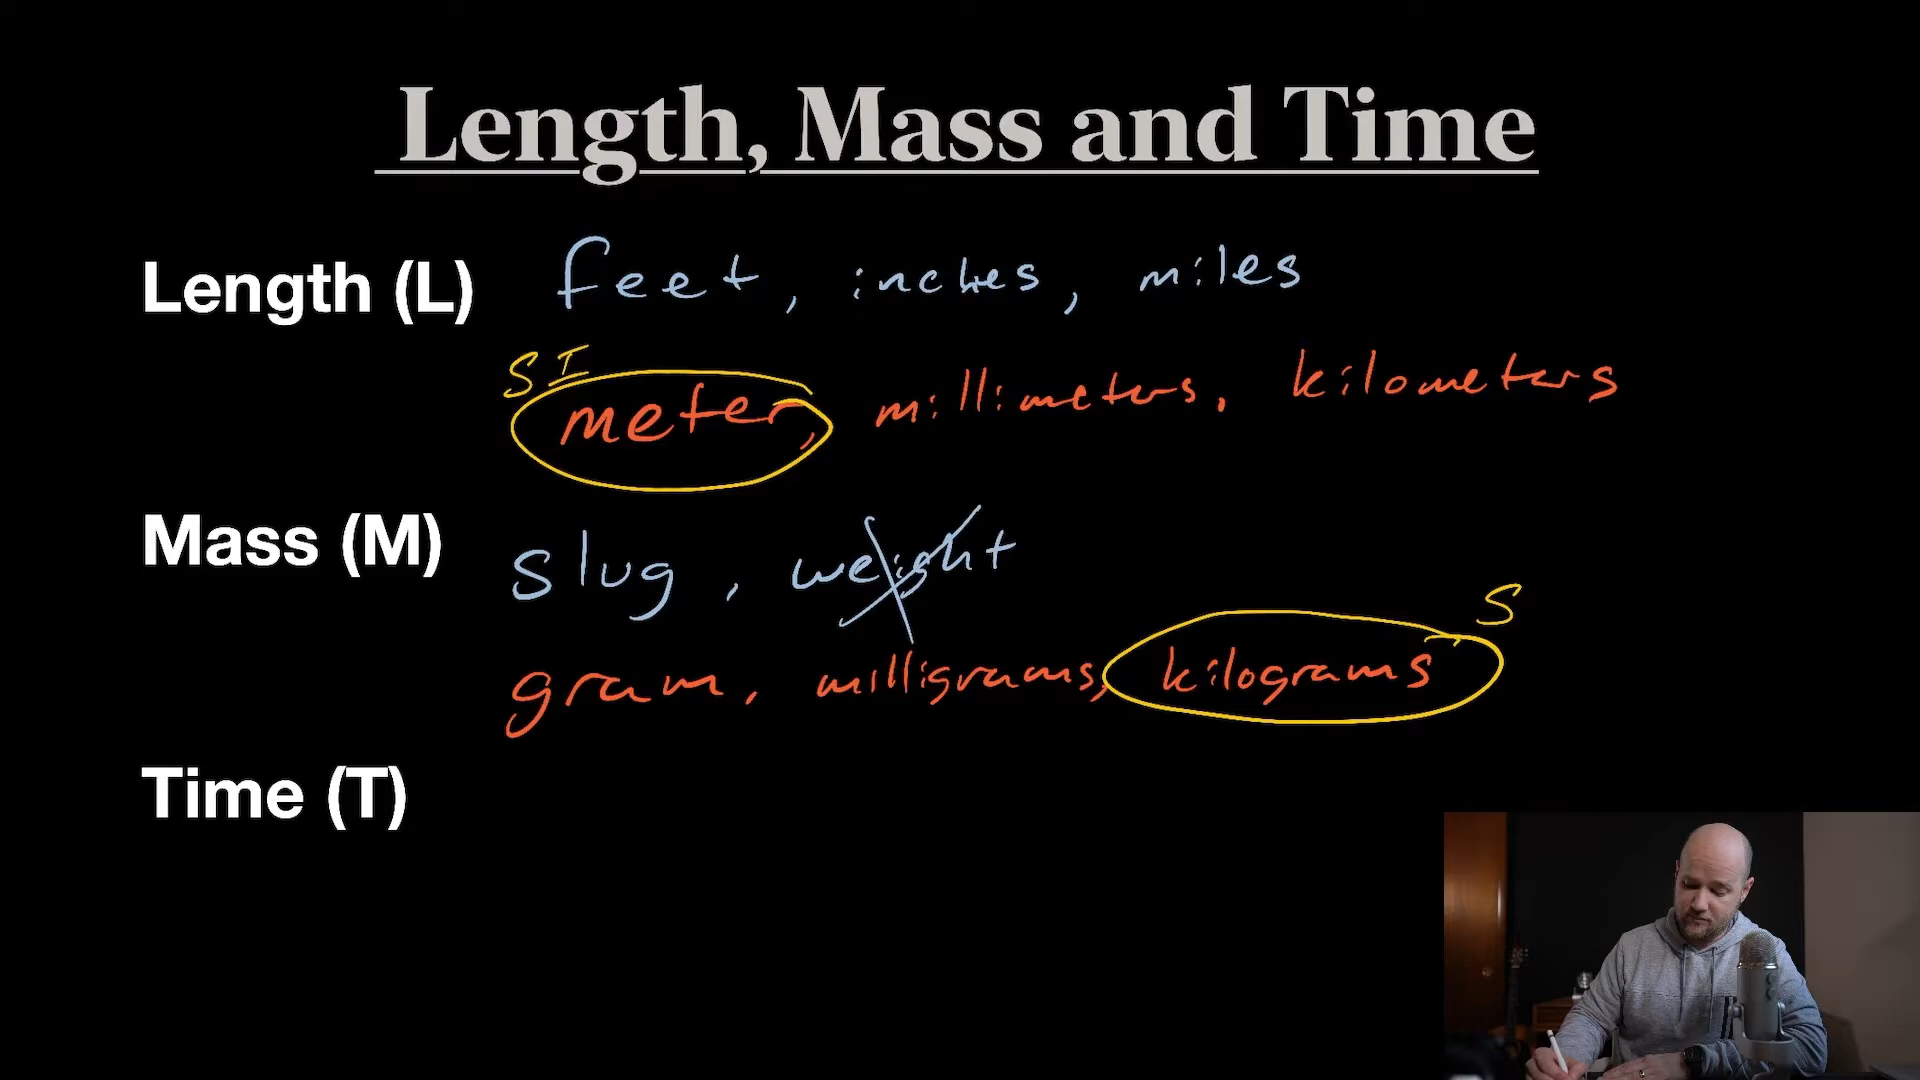 Length, Mass and Time
Length (L) feet, inches, miles
SI
meter, millimeters, kilometers
Mass (M) slug, weight
S
gram, milligrams, kilograms
Time (T)